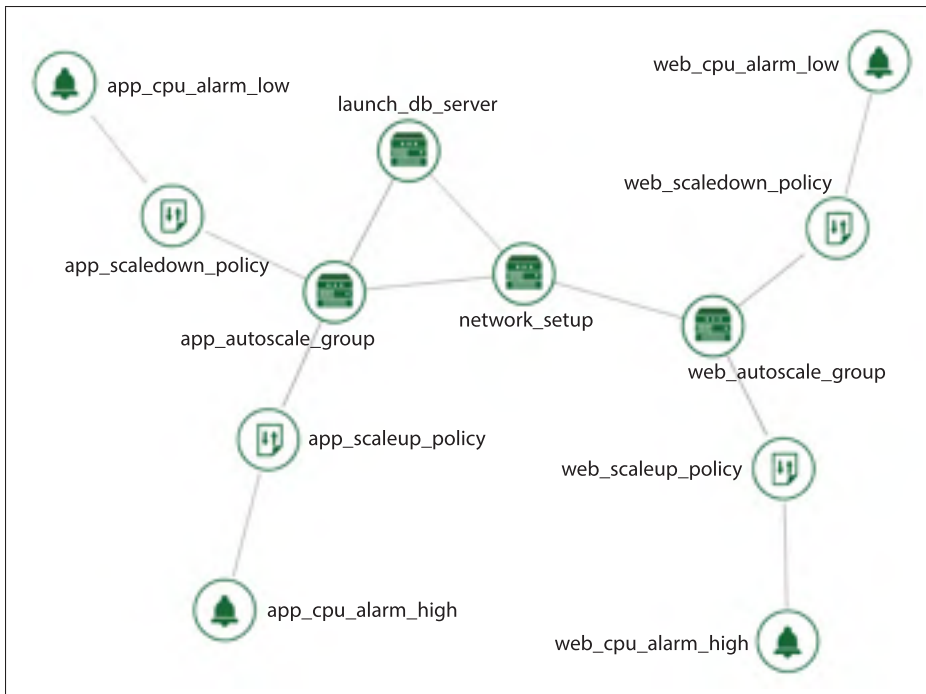 web_cpu_alarm_low
app_cpu_alarm_low
launch_db_server
web_scaledown_policy
app_scaledown_policy
network_setup
app_autoscale_group
web_autoscale_group
app_scaleup_policy
web_scaleup_policy
app_cpu_alarm_high
web_cpu_alarm_high